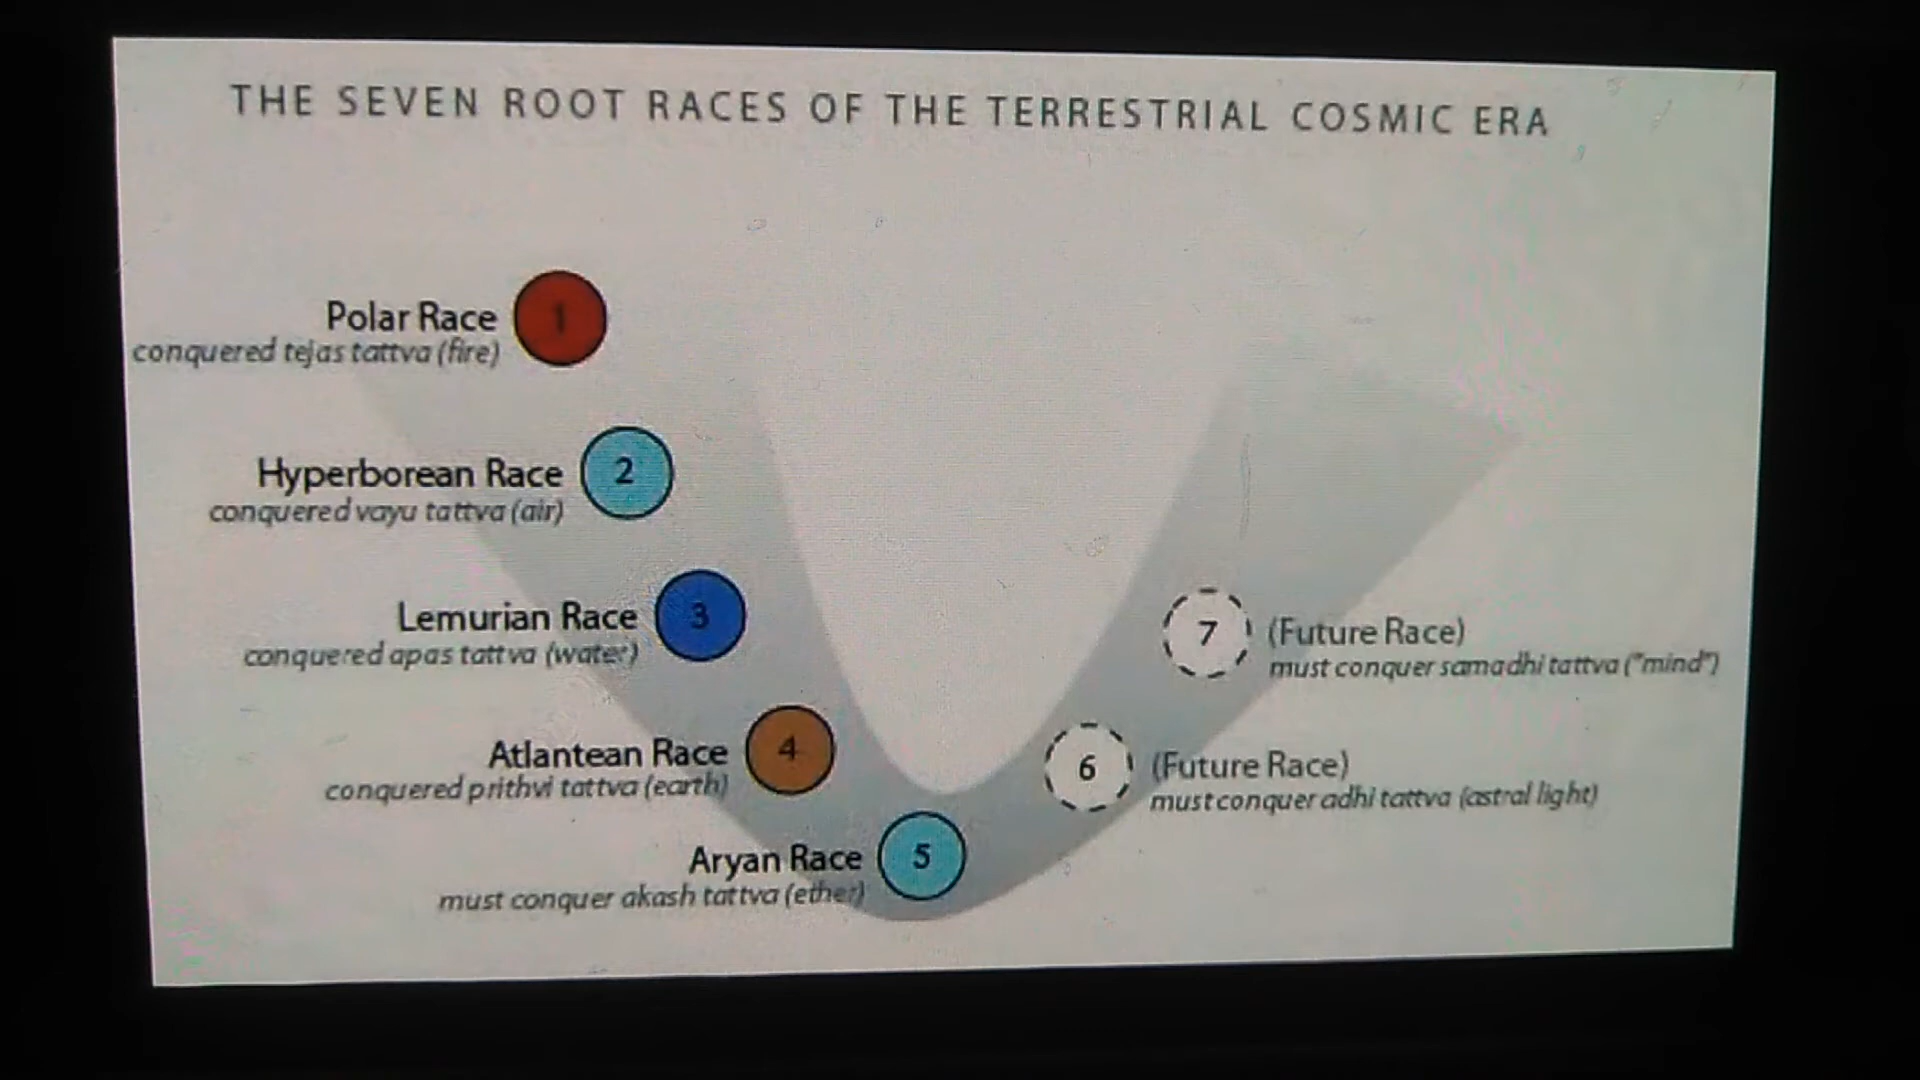 THE SEVEN ROOT RACES OF THE TERRESTRIAL COSMIC ERA
Polar Race
conquered tejas tattva (fire)
1
Hyperborean Race
conquered vayu tattva (air)
2
Lemurian Race
conquered apas tattva (water)
3
Atlantean Race
conquered prithvi tattva (earth)
4
Aryan Race
must conquer akash tattva (ether)
5
6
(Future Race)
must conquer adhi tattva (astral light)
7
(Future Race)
must conquer samadhi tattva ("mind")